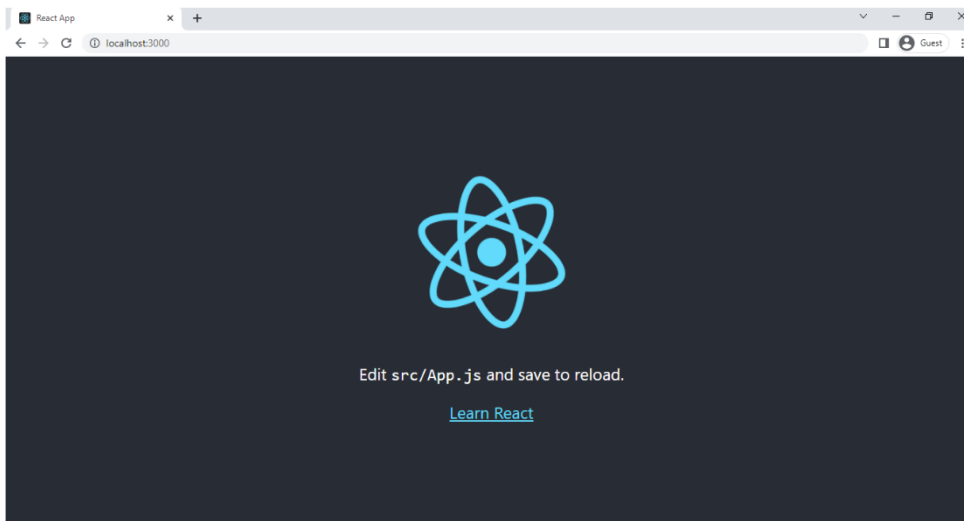 React App
localhost:3000
Guest
Edit src/App.js and save to reload.
Learn React